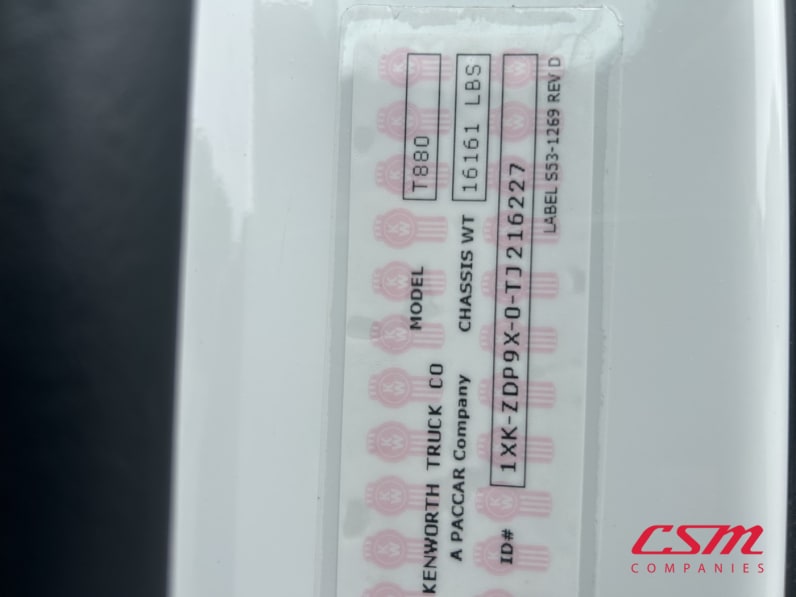 KENWORTH TRUCK CO MODEL T880
A PACCAR Company CHASSIS WT 16161 LBS
ID# 1XK-ZDP9X-0-TJ216227
LABEL S53-1269 REV D
CSM
COMPANIES